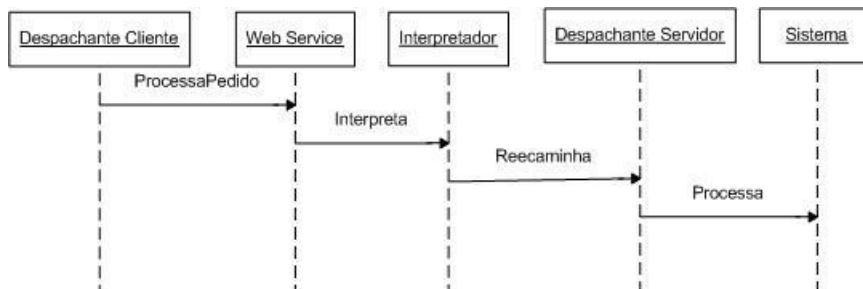 Despachante Cliente
Web Service
Interpretador
Despachante Servidor
Sistema
ProcessaPedido
Interpreta
Reecaminha
Processa